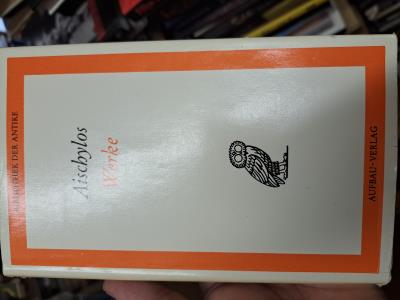 BIBLIOTHEK DER ANTIKE
Aischylos
Werke
AUFBAU-VERLAG